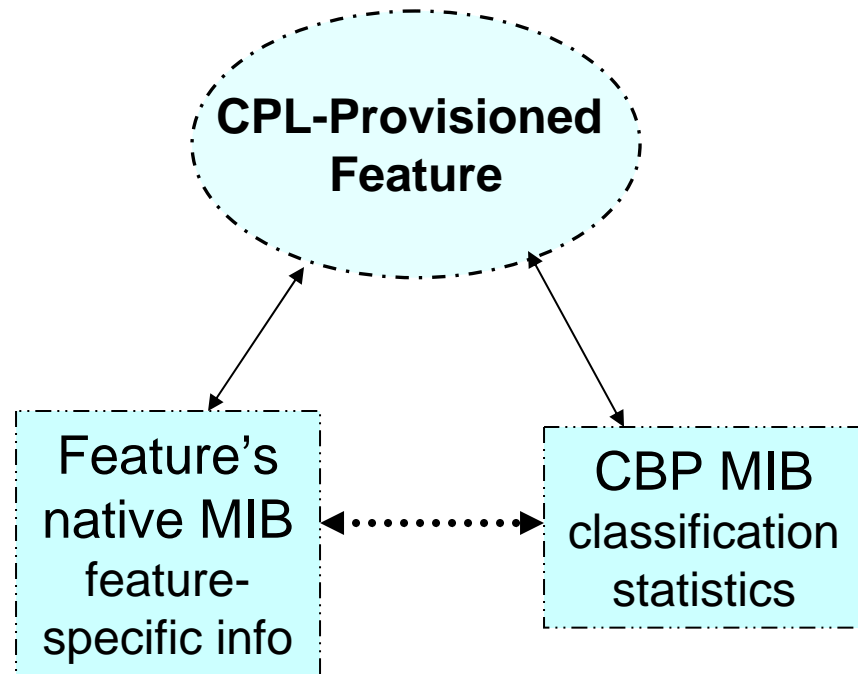 CPL-Provisioned
Feature
Feature’s
native MIB
feature-
specific info
CBP MIB
classification
statistics